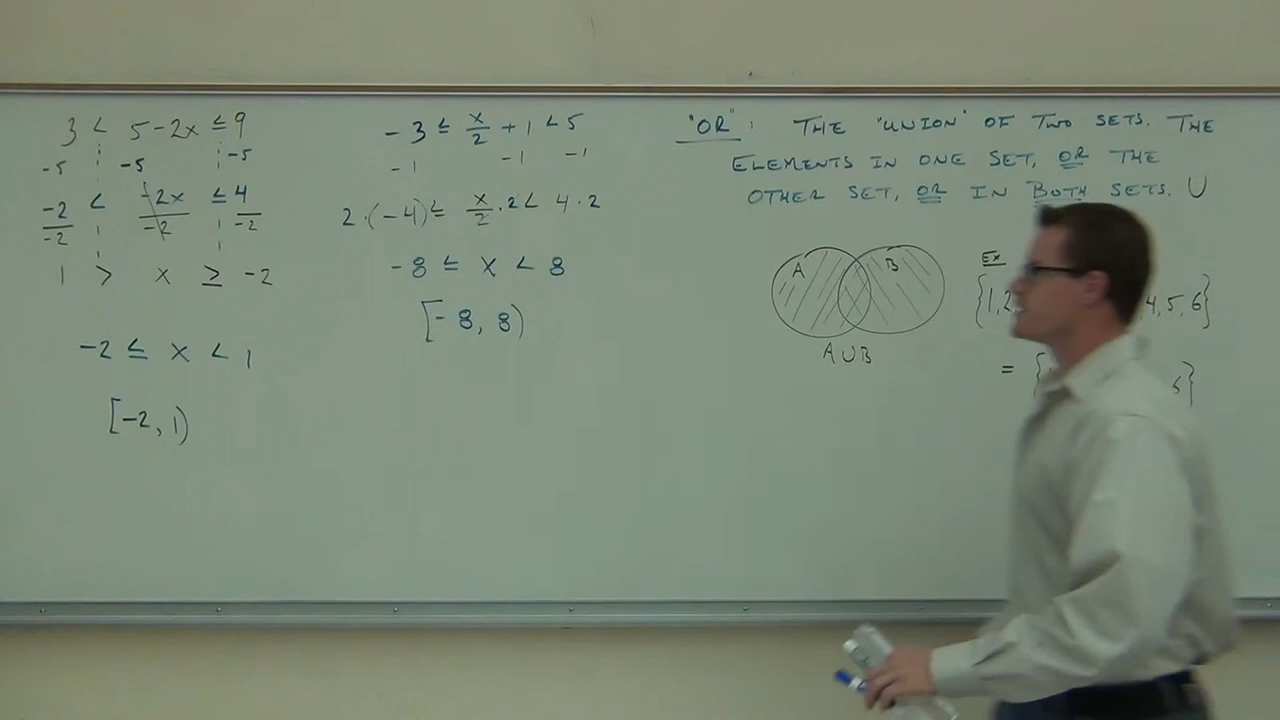 3 < 5-2x ≤ 9
-5 -5 -5
-2/-2 < -2x/-2 ≤ 4/-2
1 > x ≥ -2
-2 ≤ x < 1
[-2, 1)
-3 ≤ x/2 + 1 < 5
-1 -1 -1
2·(-4) ≤ x/2·2 < 4·2
-8 ≤ x < 8
[-8, 8)
"OR": THE "UNION" OF TWO SETS. THE
ELEMENTS IN ONE SET, OR THE
OTHER SET, OR IN BOTH SETS. ∪
A B
A∪B
Ex
{1,2 4,5,6}
= { 6}